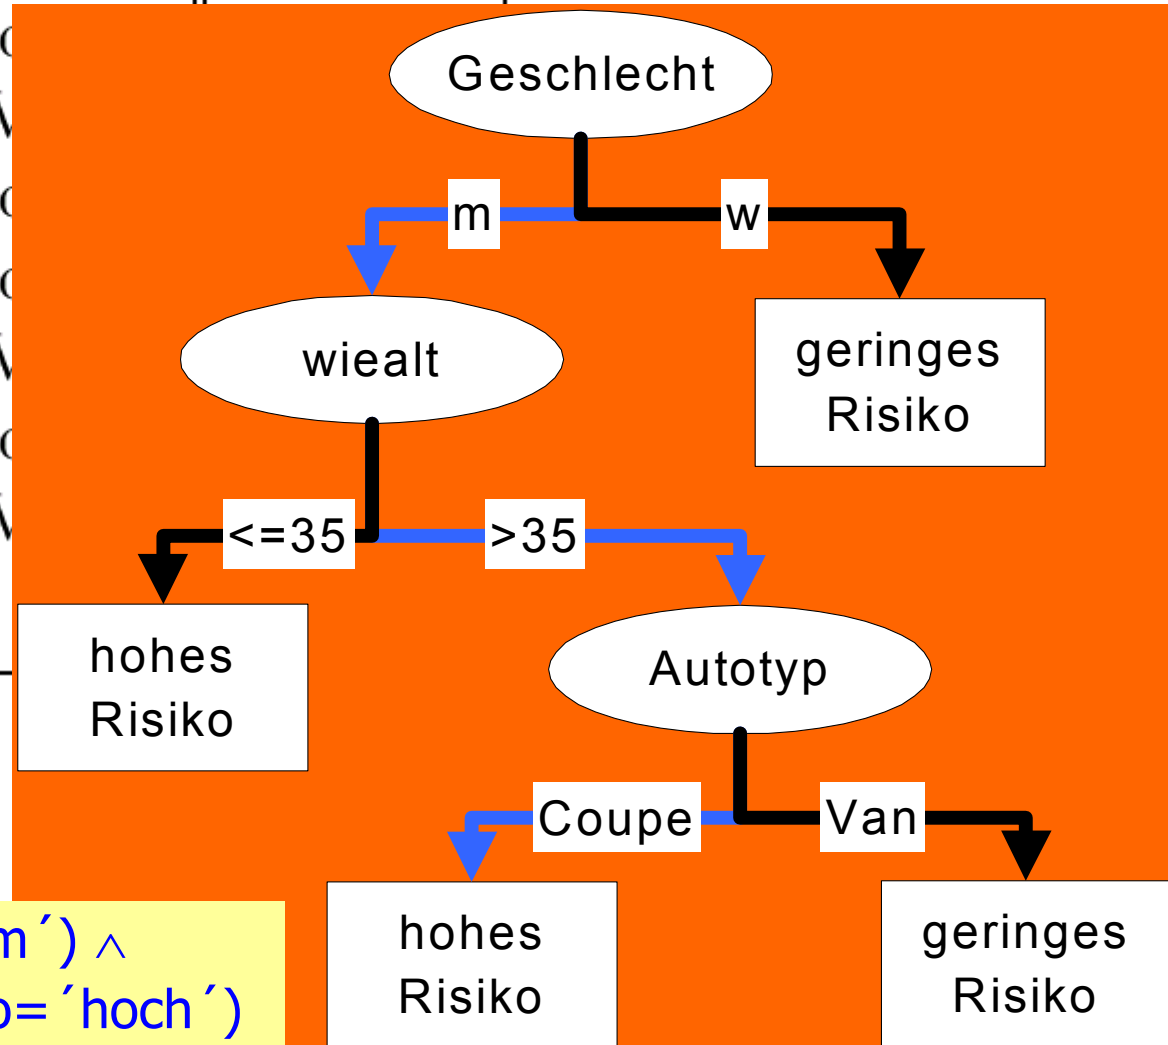 Geschlecht
m
w
wiealt
geringes
Risiko
<=35
>35
hohes
Risiko
Autotyp
Coupe
Van
hohes
Risiko
geringes
Risiko
m´) ∧
o=´hoch´)